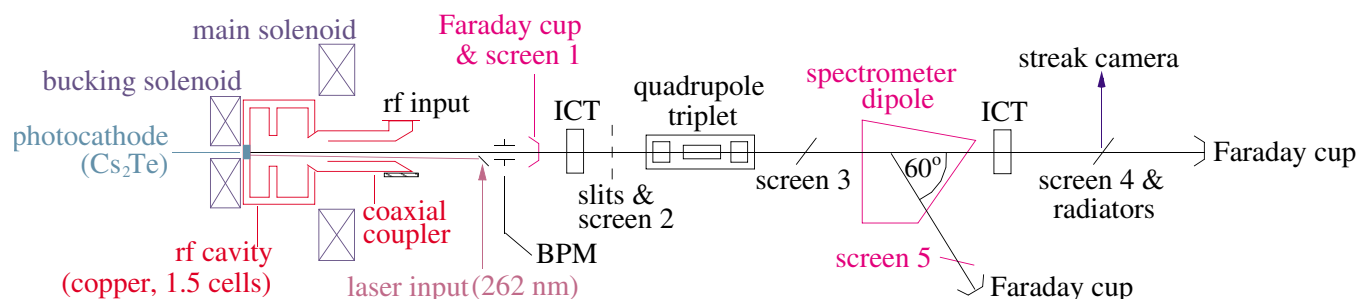 main solenoid
bucking solenoid
photocathode
(Cs₂Te)
rf cavity
(copper, 1.5 cells)
rf input
coaxial
coupler
laser input (262 nm)
BPM
Faraday cup
& screen 1
ICT
slits &
screen 2
quadrupole
triplet
screen 3
spectrometer
dipole
60°
screen 5
Faraday cup
ICT
streak camera
screen 4 &
radiators
Faraday cup